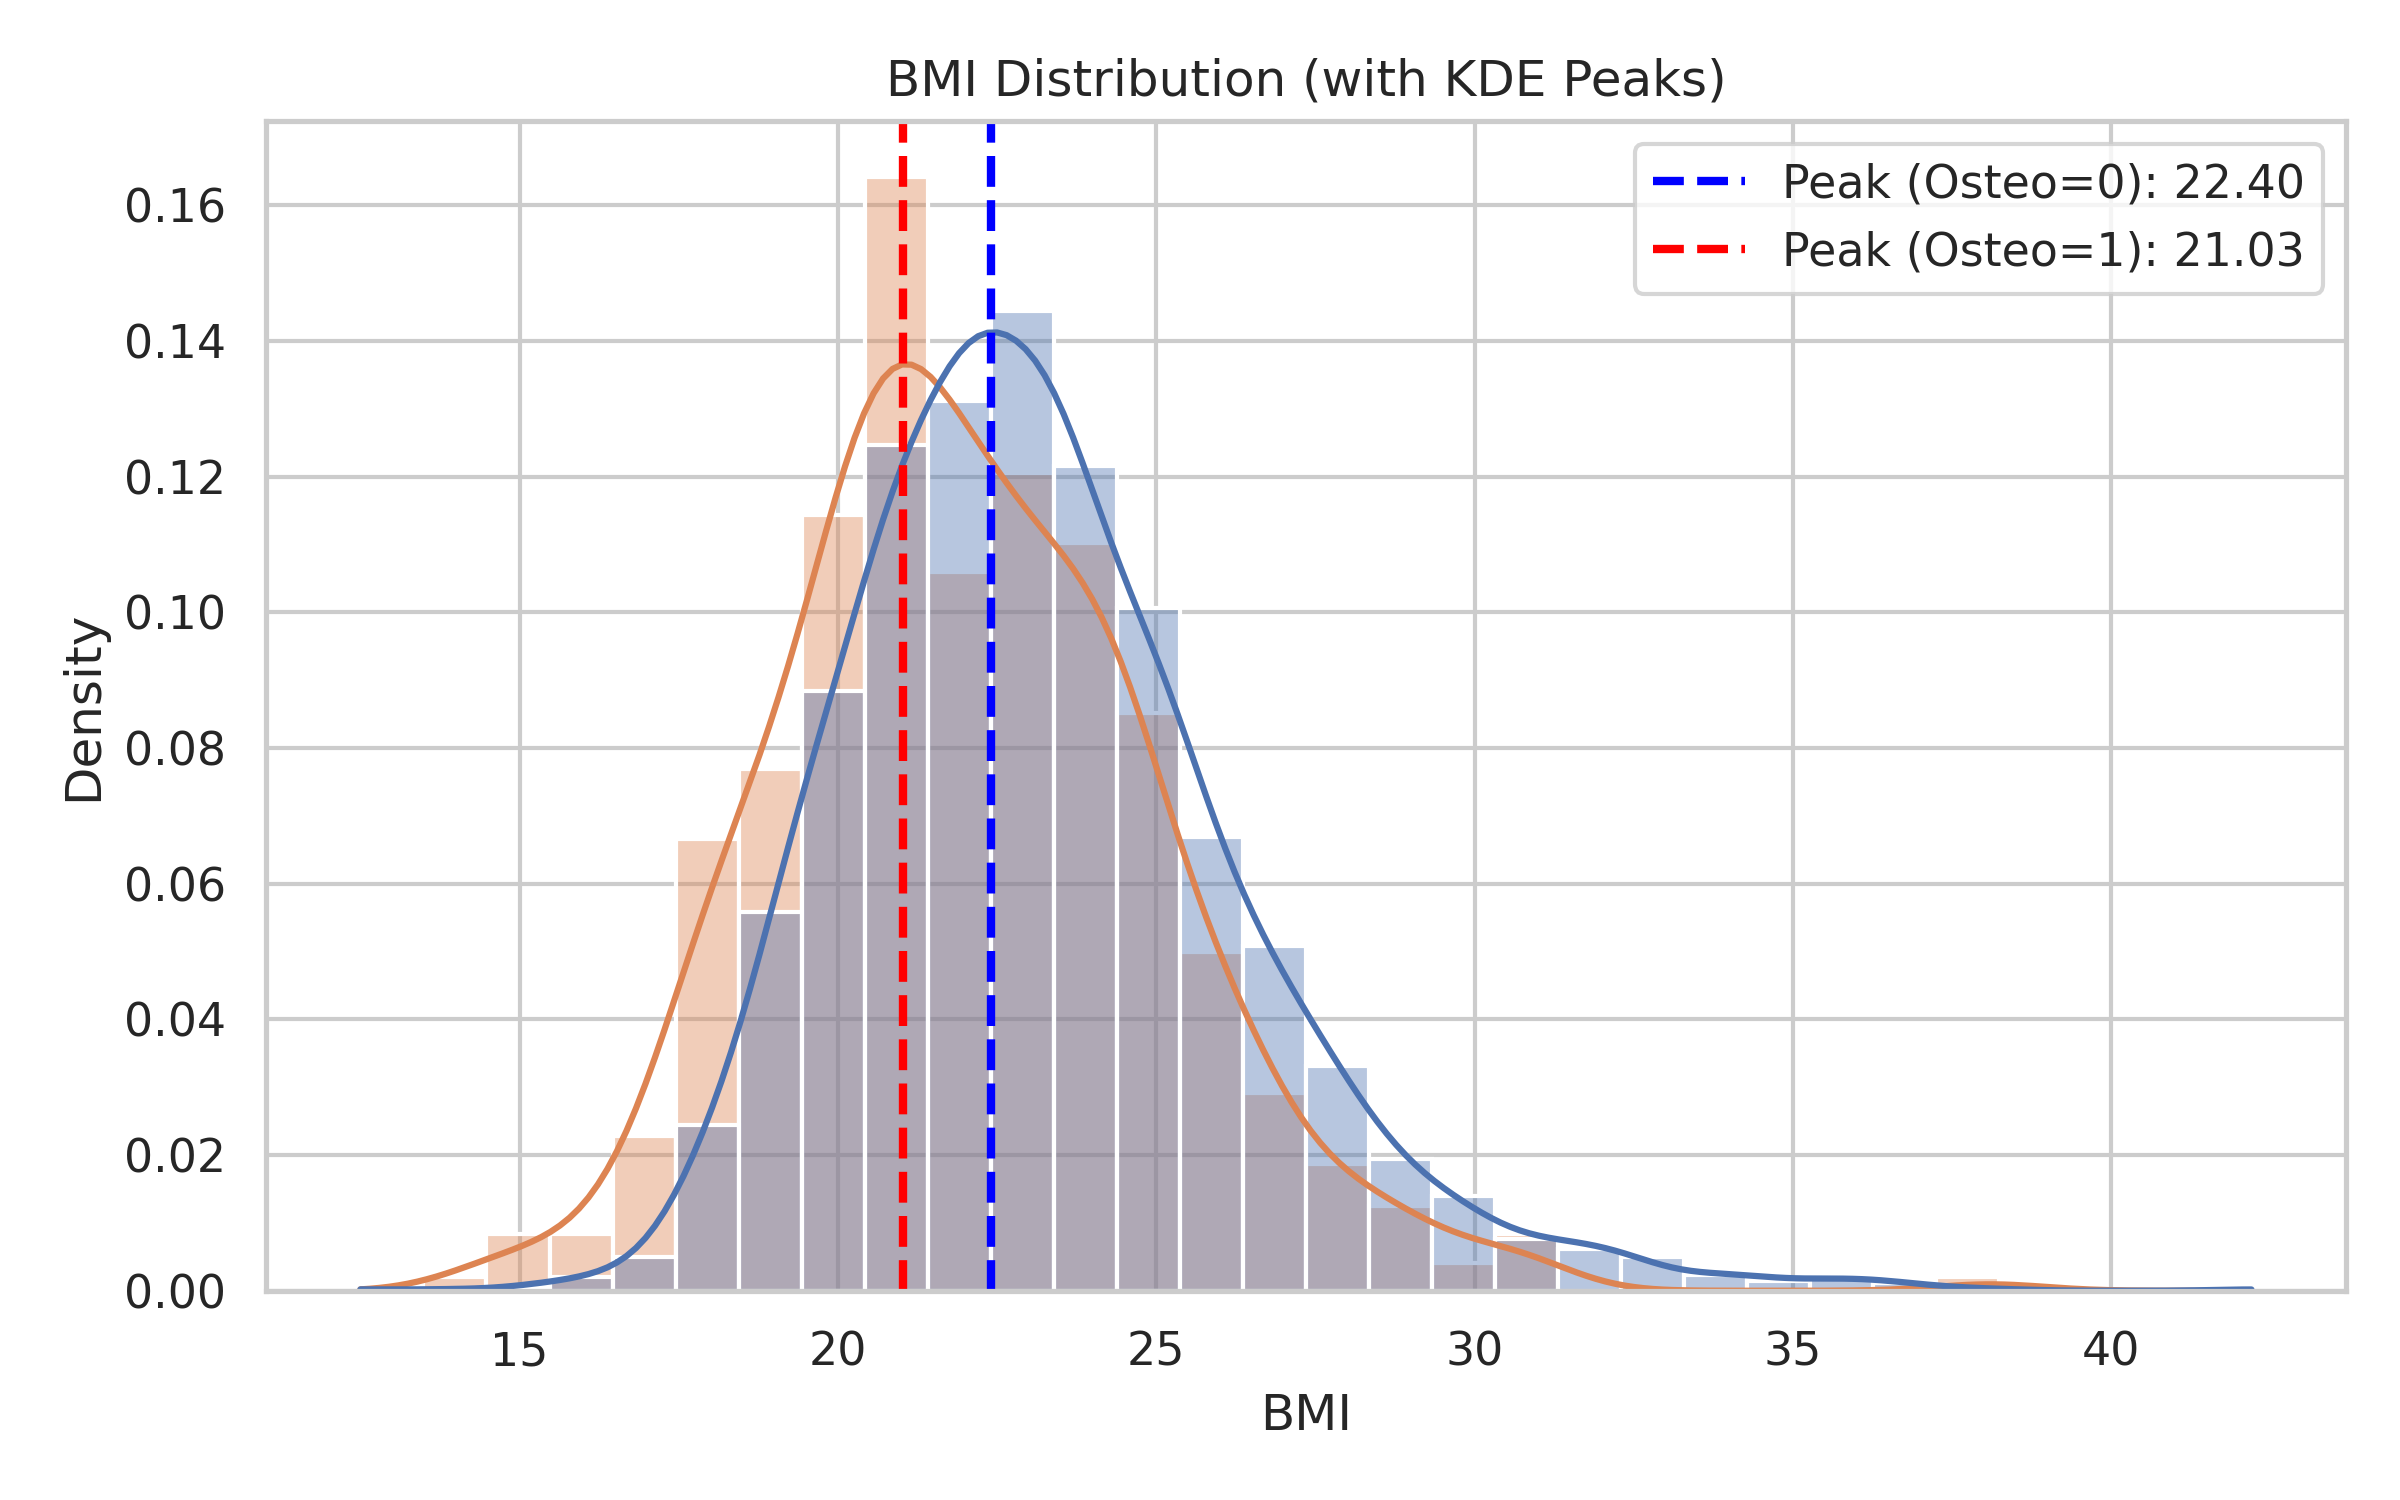 BMI Distribution (with KDE Peaks)
Peak (Osteo=0): 22.40
Peak (Osteo=1): 21.03
0.16
0.14
0.12
0.10
0.08
0.06
0.04
0.02
0.00
Density
15 20 25 30 35 40
BMI